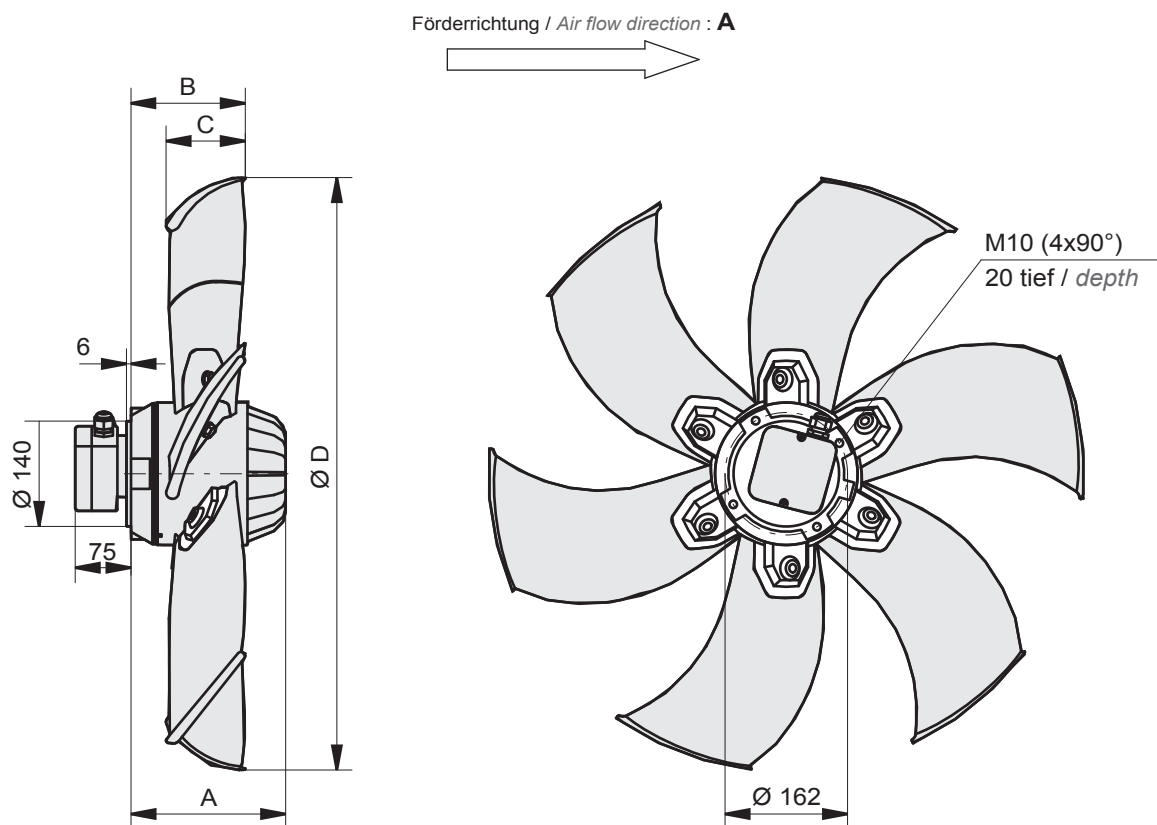 Förderrichtung / Air flow direction : A
B
C
M10 (4x90°)
20 tief / depth
6
Ø 140
Ø D
75
A
Ø 162